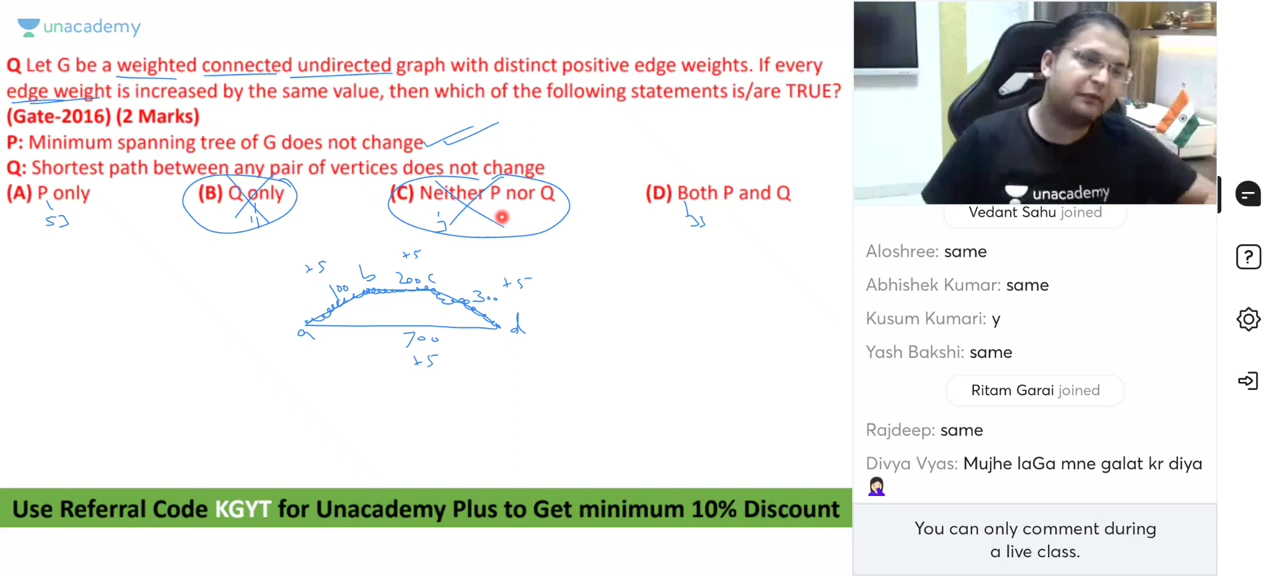 unacademy
Q Let G be a weighted connected undirected graph with distinct positive edge weights. If every
edge weight is increased by the same value, then which of the following statements is/are TRUE?
(Gate-2016) (2 Marks)
P: Minimum spanning tree of G does not change
Q: Shortest path between any pair of vertices does not change
(A) P only
(B) Q only
(C) Neither P nor Q
(D) Both P and Q
53
+5
+5
+5
100
b
200
c
300
a
d
700
+5
Use Referral Code KGYT for Unacademy Plus to Get minimum 10% Discount
unacademy
Vedant Sahu joined
Aloshree: same
Abhishek Kumar: same
Kusum Kumari: y
Yash Bakshi: same
Ritam Garai joined
Rajdeep: same
Divya Vyas: Mujhe laGa mne galat kr diya
You can only comment during
a live class.
?